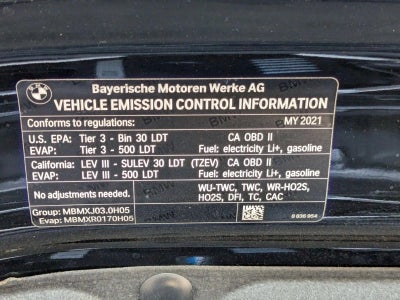 BMW
Bayerische Motoren Werke AG
VEHICLE EMISSION CONTROL INFORMATION
Conforms to regulations: MY 2021
U.S. EPA: Tier 3 - Bin 30 LDT CA OBD II
EVAP: Tier 3 - 500 LDT Fuel: electricity Li+, gasoline
California: LEV III - SULEV 30 LDT (TZEV) CA OBD II
EVAP: LEV III - 500 LDT Fuel: electricity Li+, gasoline
No adjustments needed. WU-TWC, TWC, WR-HO2S,
HO2S, DFI, TC, CAC
Group: MBMXJ03.0H05
Evap: MBMXR0170H05